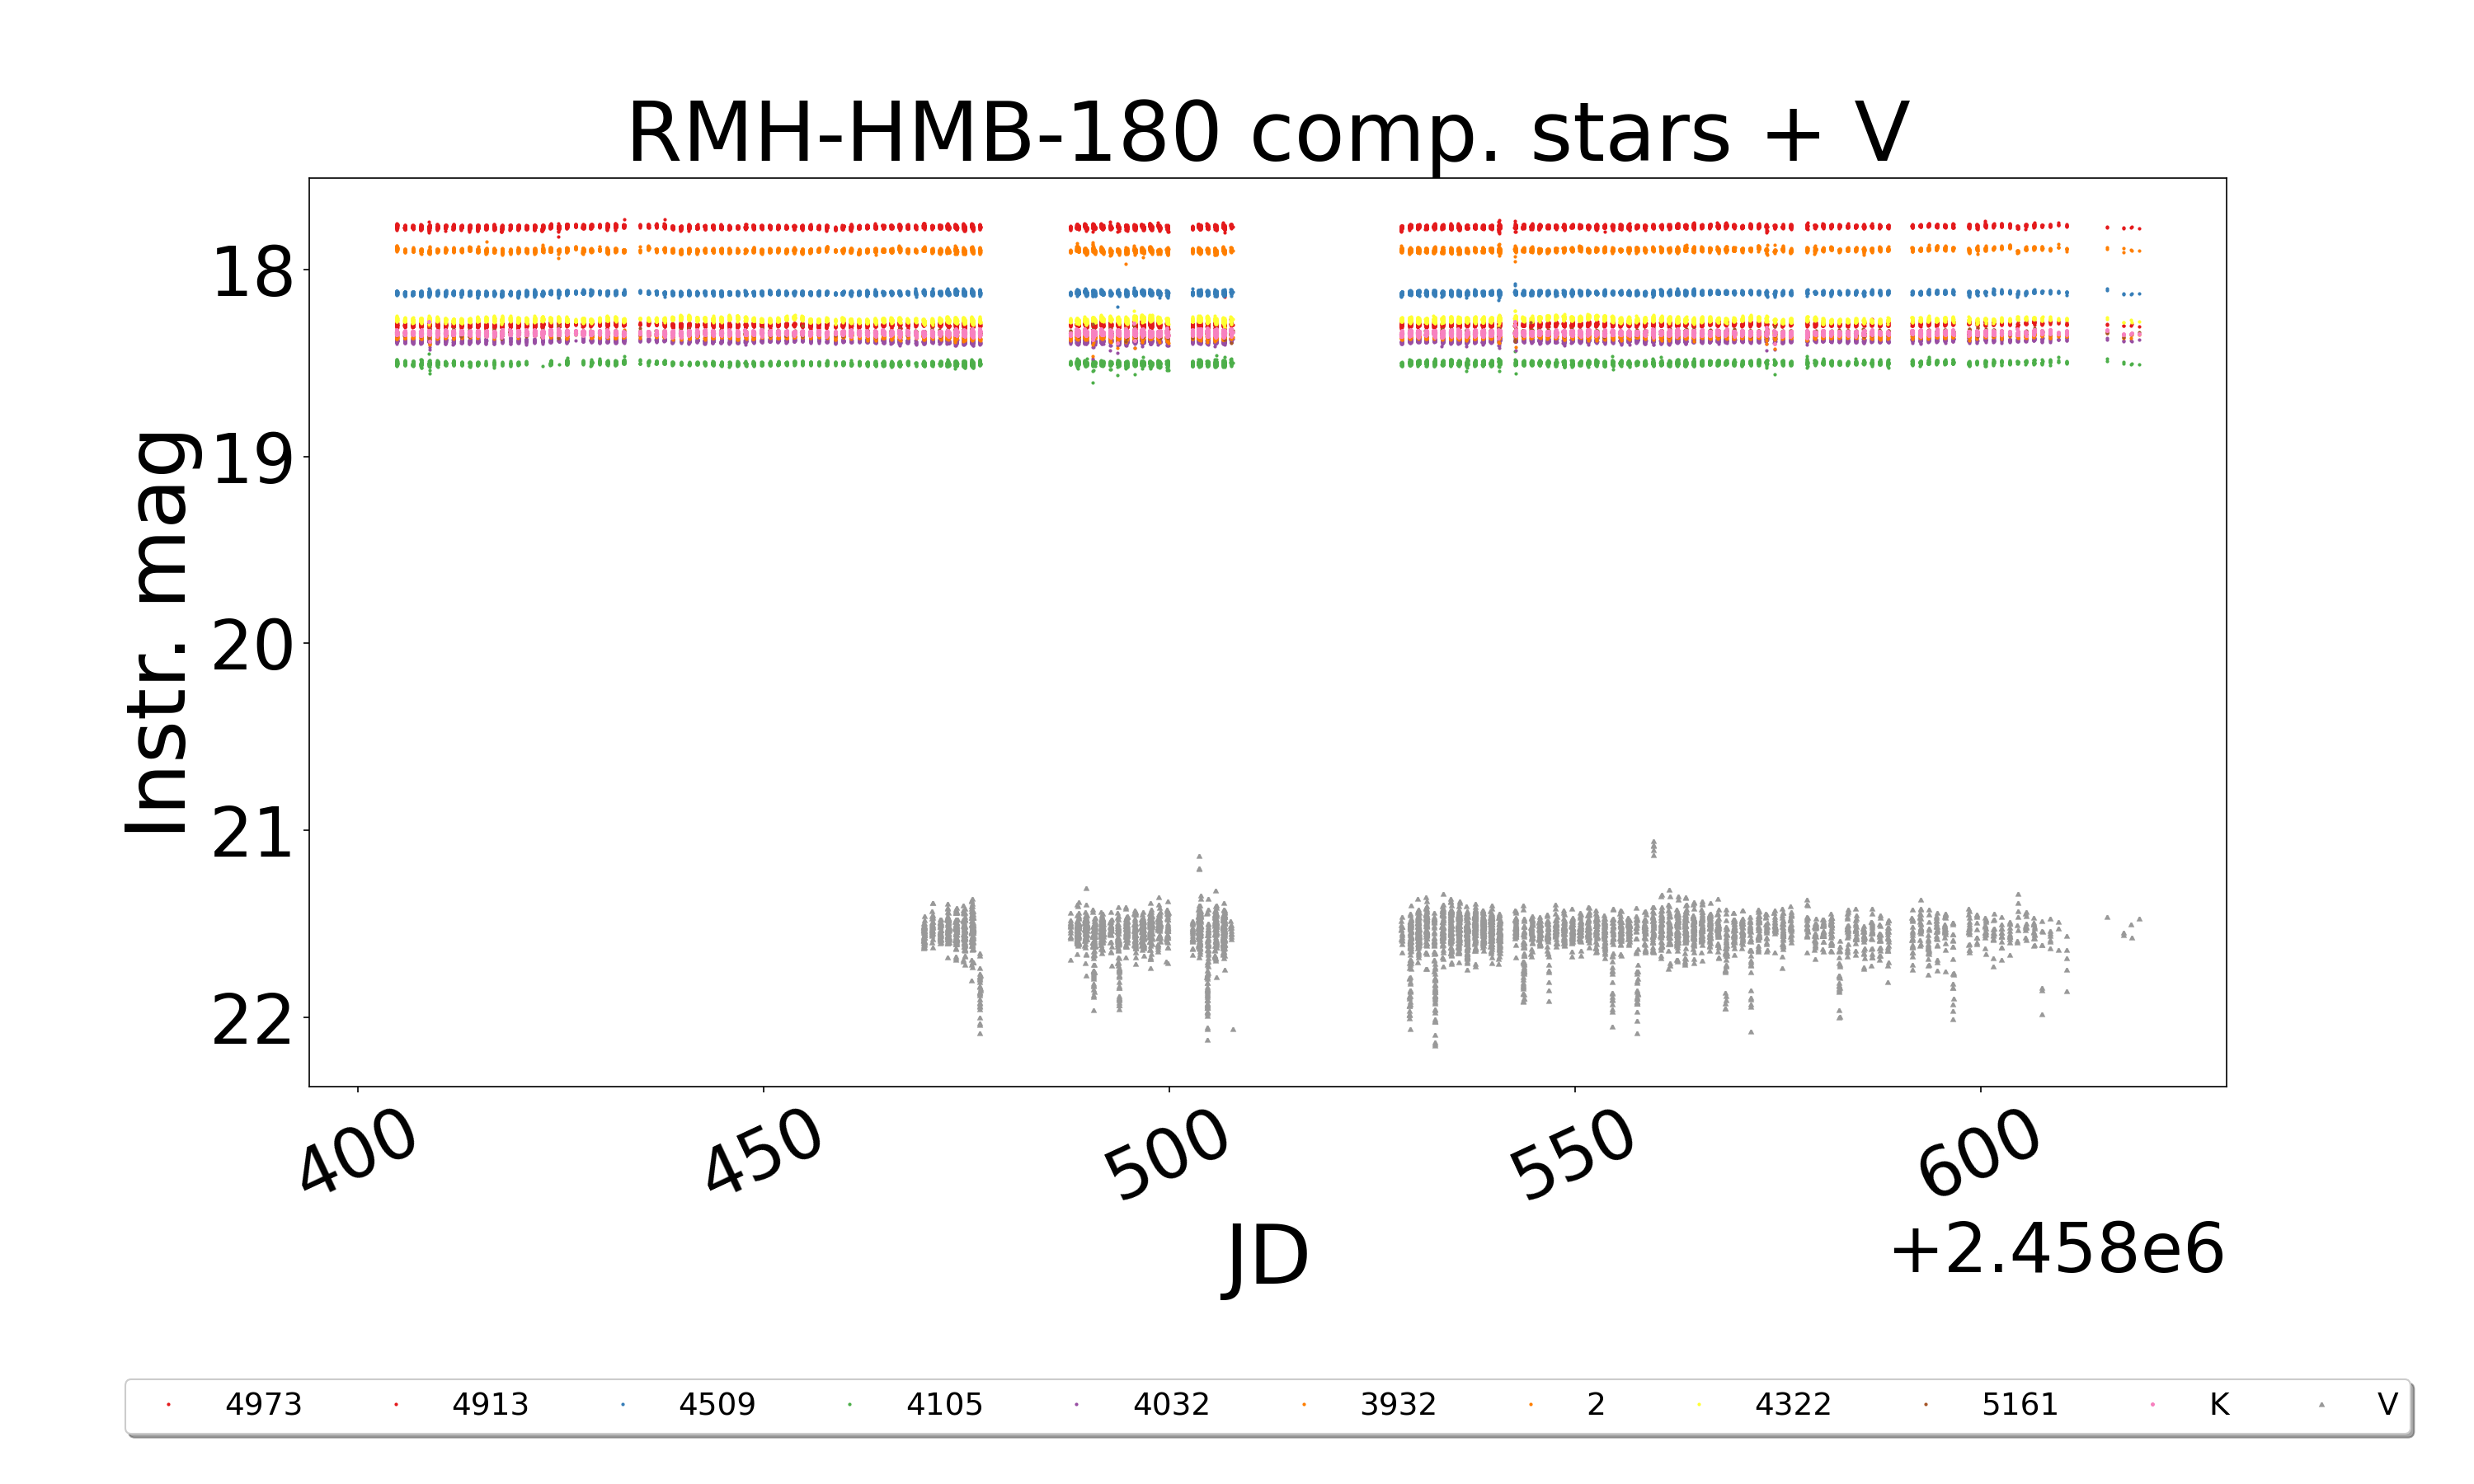 RMH-HMB-180 comp. stars + V
Instr. mag
18
19
20
21
22
400 450 500 550 600
JD
+2.458e6
4973 4913 4509 4105 4032 3932 2 4322 5161 K V